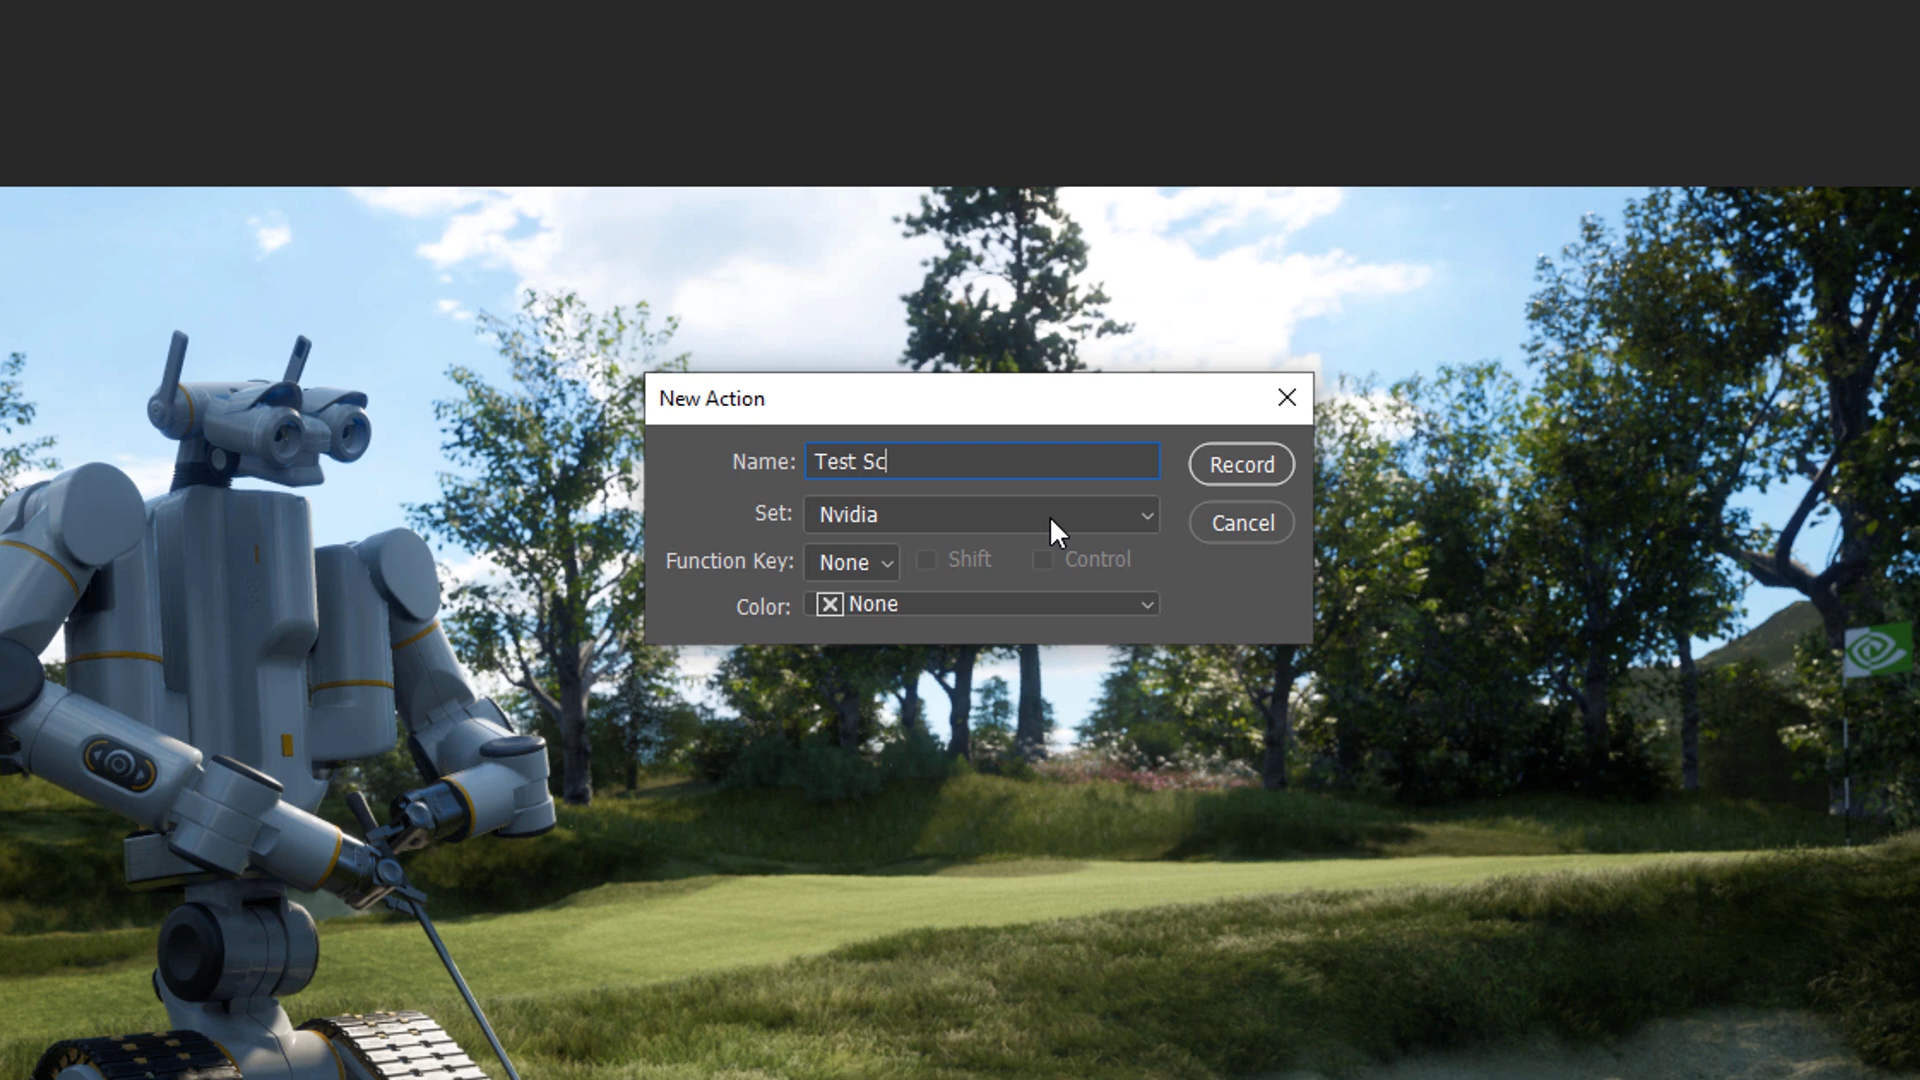 New Action
Name: Test Sc
Record
Set: Nvidia
Cancel
Function Key: None Shift Control
Color: None